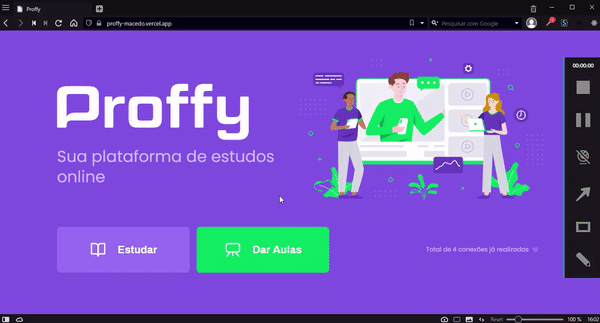 Proffy
proffy-macedo.vercel.app
Pesquisar com Google
00:00:00
Proffy
Sua plataforma de estudos
online
Estudar
Dar Aulas
Total de 4 conexões já realizadas
Reset
100 %
16:02